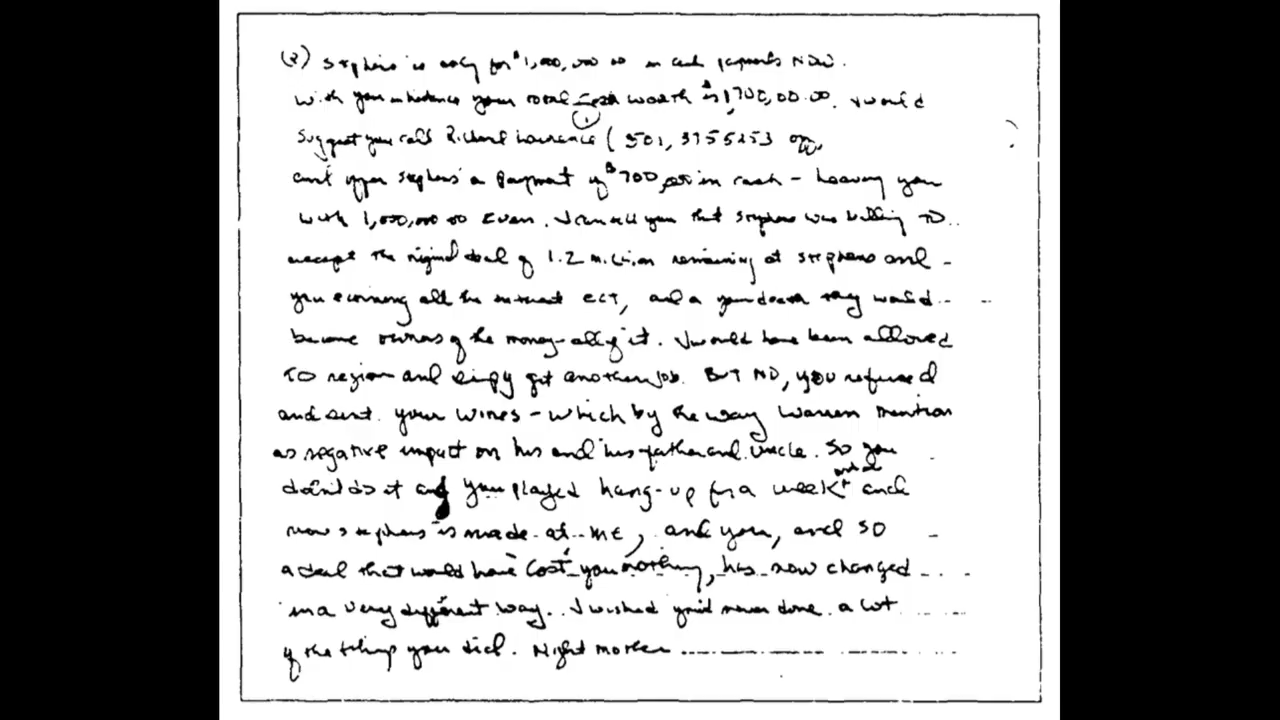 (2) Stephens is asking for $1,000,000.00 in cash payments NOW.
With your inheritance your total cash worth is $1,700,00.00. I would
suggest you call Richard Lawrence (501, 3755253 off,
and offer Stephens a payment of $700,000 in cash - leaving you
with 1,000,000.00 Even. I can tell you that Stephens was willing TO
accept the original deal of 1.2 million remaining at Stephens and
you earning all the interest ECT, and a your death they would
become owners of the money-all of it. I would have been allowed
TO resign and simply get another job. BUT NO, you refused
and sent your wires - which by the way Warren mention
as negative impact on his and his father and uncle. So you
didn't do it and you played hang-up for a week and
now Stephens is made at ME, and you, and SO
a deal that would have cost you nothing, has now changed
in a very different way. I wished you'd never done a lot
of the things you did. Night mother